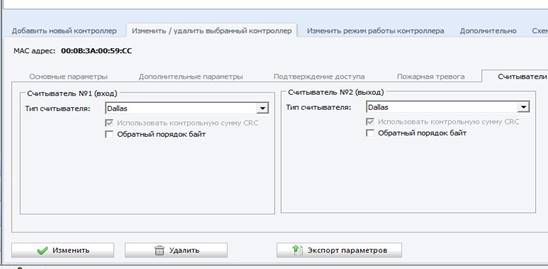 Добавить новый контроллер Изменить / удалить выбранный контроллер Изменить режим работы контроллера Дополнительно Схем
MAC адрес: 00:0B:3A:00:59:CC
Основные параметры Дополнительные параметры Подтверждение доступа Пожарная тревога Считыватели
Считыватель №1 (вход) Считыватель №2 (выход)
Тип считывателя: Dallas Тип считывателя: Dallas
Использовать контрольную сумму CRC Использовать контрольную сумму CRC
Обратный порядок байт Обратный порядок байт
Изменить Удалить Экспорт параметров